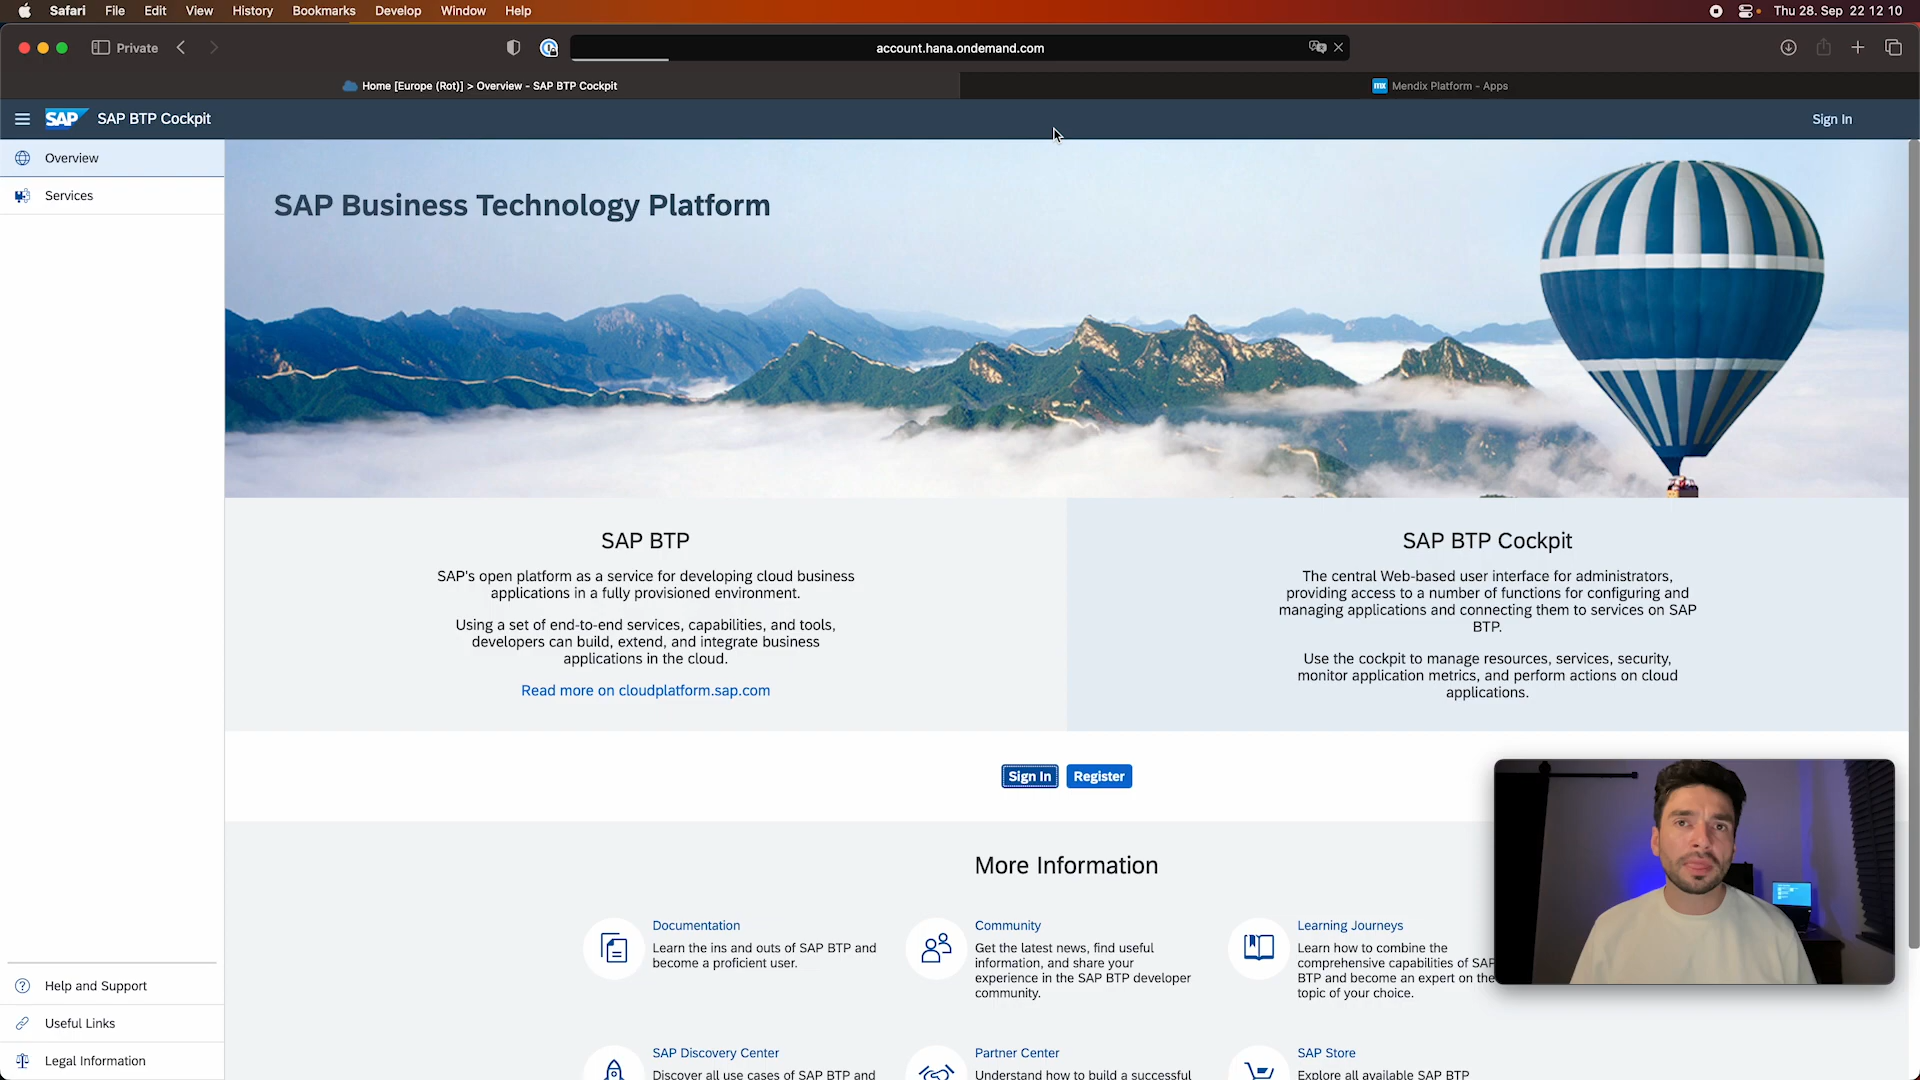 Safari File Edit View History Bookmarks Develop Window Help
Thu 28. Sep 22 12 10
Private
account.hana.ondemand.com
Home [Europe (Rot)] > Overview - SAP BTP Cockpit
mx Mendix Platform - Apps
SAP SAP BTP Cockpit
Sign In
Overview
Services
SAP Business Technology Platform
SAP BTP
SAP's open platform as a service for developing cloud business
applications in a fully provisioned environment.
Using a set of end-to-end services, capabilities, and tools,
developers can build, extend, and integrate business
applications in the cloud.
Read more on cloudplatform.sap.com
SAP BTP Cockpit
The central Web-based user interface for administrators,
providing access to a number of functions for configuring and
managing applications and connecting them to services on SAP
BTP.
Use the cockpit to manage resources, services, security,
monitor application metrics, and perform actions on cloud
applications.
Sign In Register
More Information
Documentation
Learn the ins and outs of SAP BTP and
become a proficient user.
Community
Get the latest news, find useful
information, and share your
experience in the SAP BTP developer
community.
Learning Journeys
Learn how to combine the
comprehensive capabilities of SAP
BTP and become an expert on the
topic of your choice.
SAP Discovery Center
Discover all use cases of SAP BTP and
Partner Center
Understand how to build a successful
SAP Store
Explore all available SAP BTP
Help and Support
Useful Links
Legal Information